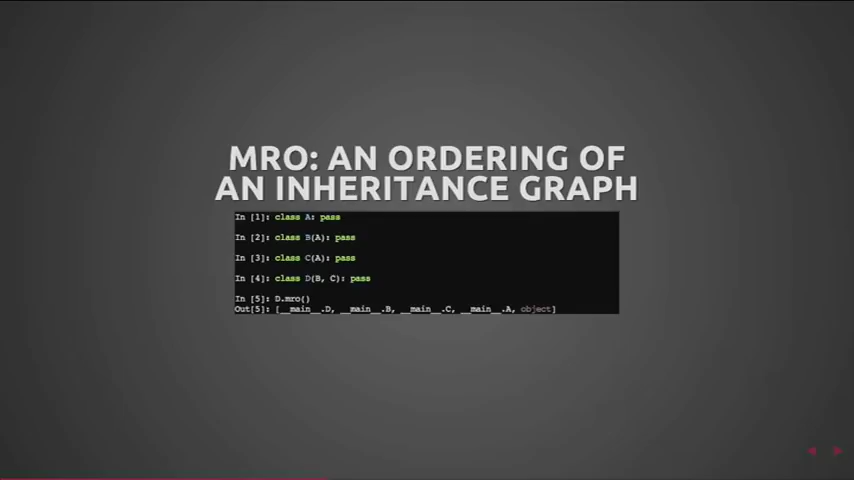 MRO: AN ORDERING OF
AN INHERITANCE GRAPH
In [1]: class A: pass
In [2]: class B(A): pass
In [3]: class C(A): pass
In [4]: class D(B, C): pass
In [5]: D.mro()
Out[5]: [__main__.D, __main__.B, __main__.C, __main__.A, object]